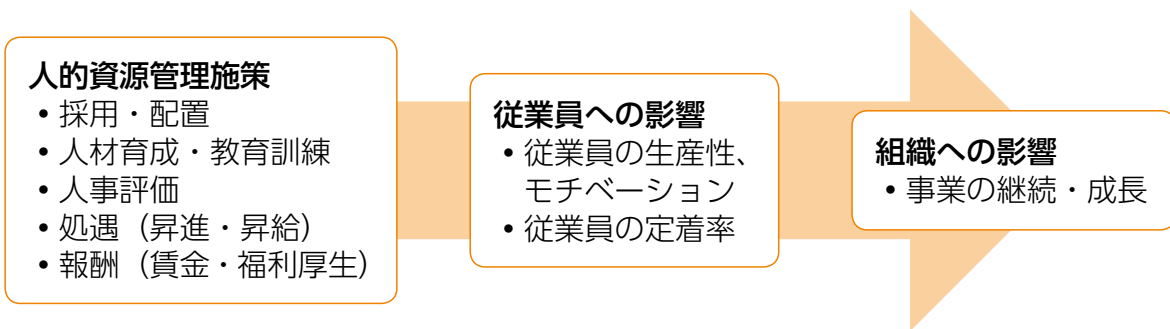 人的資源管理施策
• 採用・配置
• 人材育成・教育訓練
• 人事評価
• 処遇（昇進・昇給）
• 報酬（賃金・福利厚生）
従業員への影響
• 従業員の生産性、
モチベーション
• 従業員の定着率
組織への影響
• 事業の継続・成長